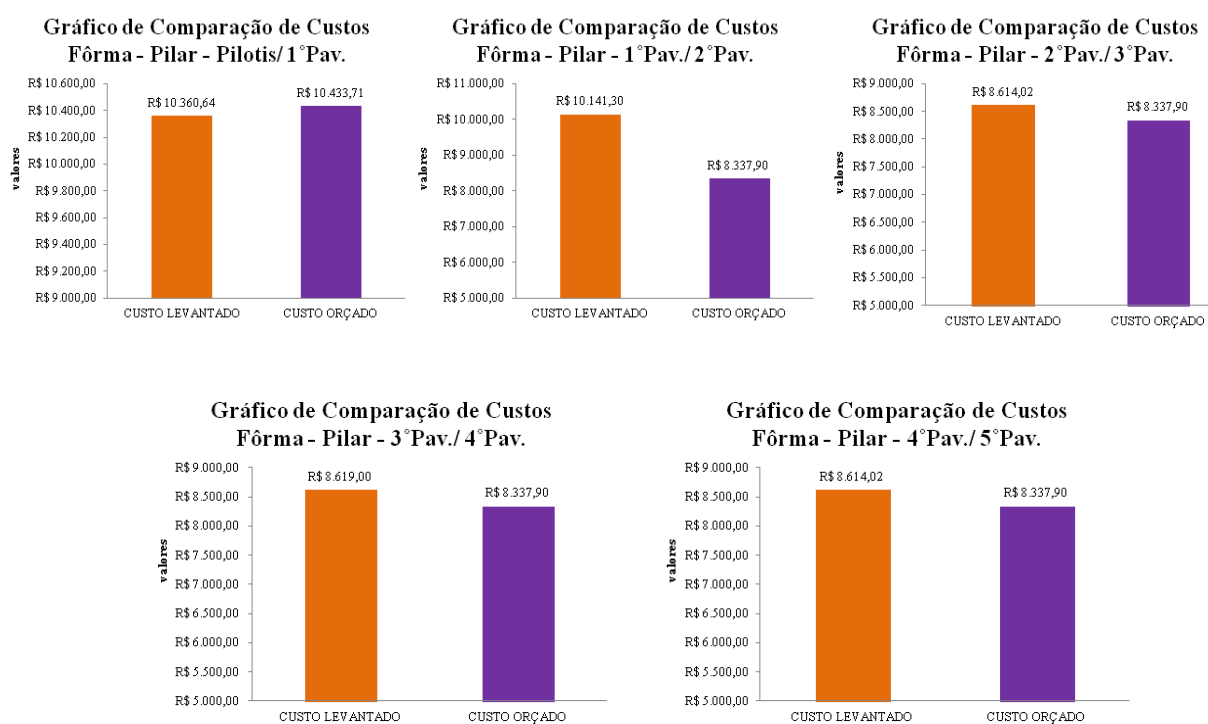 Gráfico de Comparação de Custos
Fôrma - Pilar - Pilotis/ 1°Pav.
R$ 10.600,00
R$ 10.400,00
R$ 10.200,00
R$ 10.000,00
R$ 9.800,00
R$ 9.600,00
R$ 9.400,00
R$ 9.200,00
R$ 9.000,00
valores
R$ 10.360,64
R$ 10.433,71
CUSTO LEVANTADO
CUSTO ORÇADO
Gráfico de Comparação de Custos
Fôrma - Pilar - 1°Pav./ 2°Pav.
R$ 11.000,00
R$ 10.000,00
R$ 9.000,00
R$ 8.000,00
R$ 7.000,00
R$ 6.000,00
R$ 5.000,00
valores
R$ 10.141,30
R$ 8.337,90
CUSTO LEVANTADO
CUSTO ORÇADO
Gráfico de Comparação de Custos
Fôrma - Pilar - 2°Pav./ 3°Pav.
R$ 9.000,00
R$ 8.500,00
R$ 8.000,00
R$ 7.500,00
R$ 7.000,00
R$ 6.500,00
R$ 6.000,00
R$ 5.500,00
R$ 5.000,00
valores
R$ 8.614,02
R$ 8.337,90
CUSTO LEVANTADO
CUSTO ORÇADO
Gráfico de Comparação de Custos
Fôrma - Pilar - 3°Pav./ 4°Pav.
R$ 9.000,00
R$ 8.500,00
R$ 8.000,00
R$ 7.500,00
R$ 7.000,00
R$ 6.500,00
R$ 6.000,00
R$ 5.500,00
R$ 5.000,00
valores
R$ 8.619,00
R$ 8.337,90
CUSTO LEVANTADO
CUSTO ORÇADO
Gráfico de Comparação de Custos
Fôrma - Pilar - 4°Pav./ 5°Pav.
R$ 9.000,00
R$ 8.500,00
R$ 8.000,00
R$ 7.500,00
R$ 7.000,00
R$ 6.500,00
R$ 6.000,00
R$ 5.500,00
R$ 5.000,00
valores
R$ 8.614,02
R$ 8.337,90
CUSTO LEVANTADO
CUSTO ORÇADO